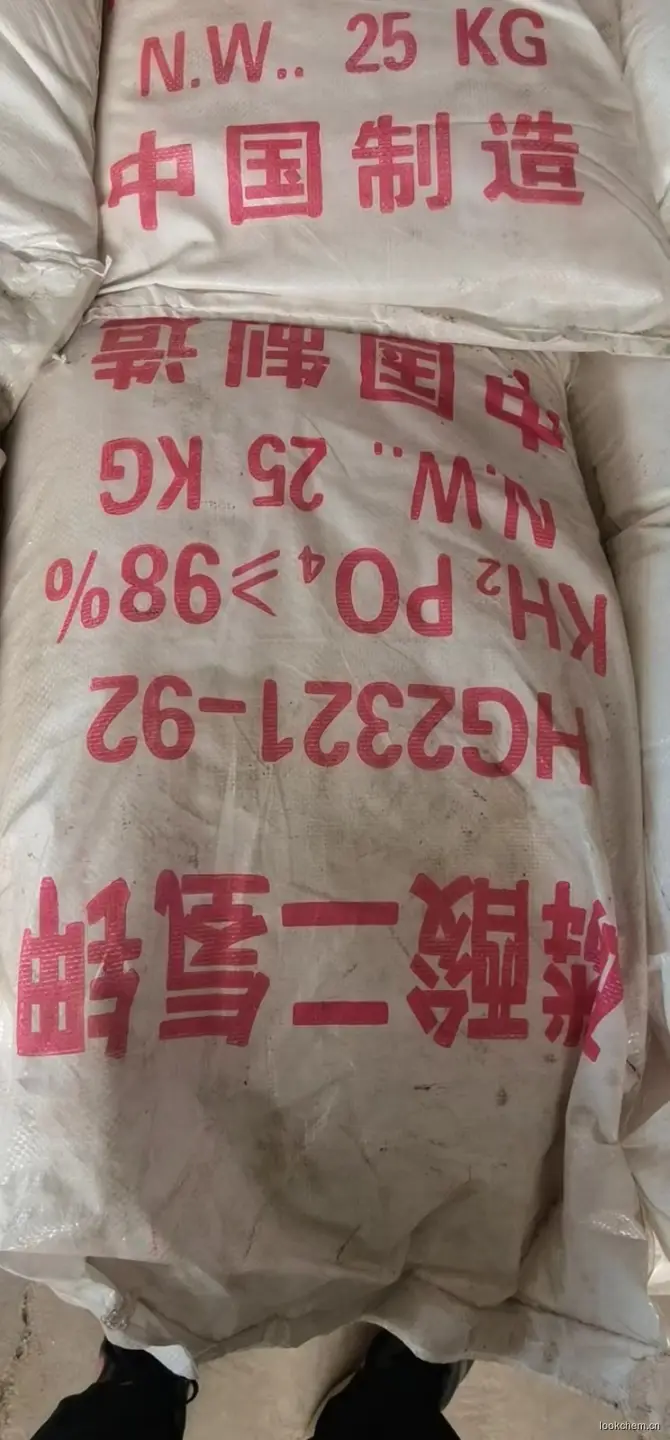 N.W.. 25 KG
中国制造
磷酸二氢钾
HG2321-92
KH₂PO₄≥98%
N.W.. 25 KG
中国制造
lookchem.cn